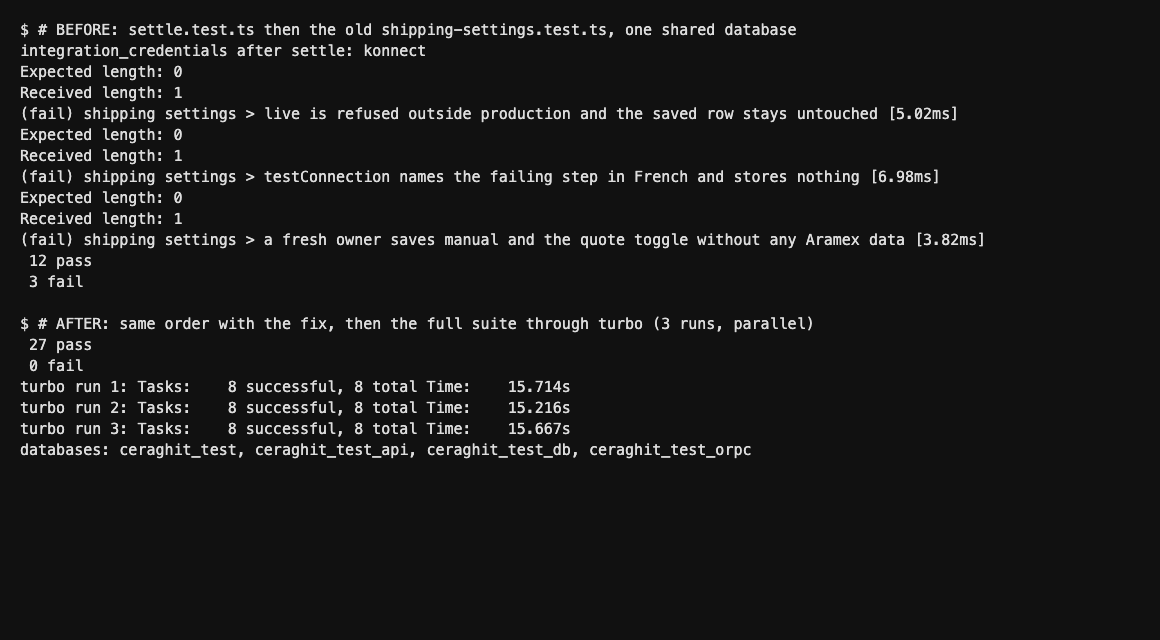 $ # BEFORE: settle.test.ts then the old shipping-settings.test.ts, one shared database
integration_credentials after settle: konnect
Expected length: 0
Received length: 1
(fail) shipping settings > live is refused outside production and the saved row stays untouched [5.02ms]
Expected length: 0
Received length: 1
(fail) shipping settings > testConnection names the failing step in French and stores nothing [6.98ms]
Expected length: 0
Received length: 1
(fail) shipping settings > a fresh owner saves manual and the quote toggle without any Aramex data [3.82ms]
12 pass
3 fail
$ # AFTER: same order with the fix, then the full suite through turbo (3 runs, parallel)
27 pass
0 fail
turbo run 1: Tasks:    8 successful, 8 total Time:    15.714s
turbo run 2: Tasks:    8 successful, 8 total Time:    15.216s
turbo run 3: Tasks:    8 successful, 8 total Time:    15.667s
databases: ceraghit_test, ceraghit_test_api, ceraghit_test_db, ceraghit_test_orpc